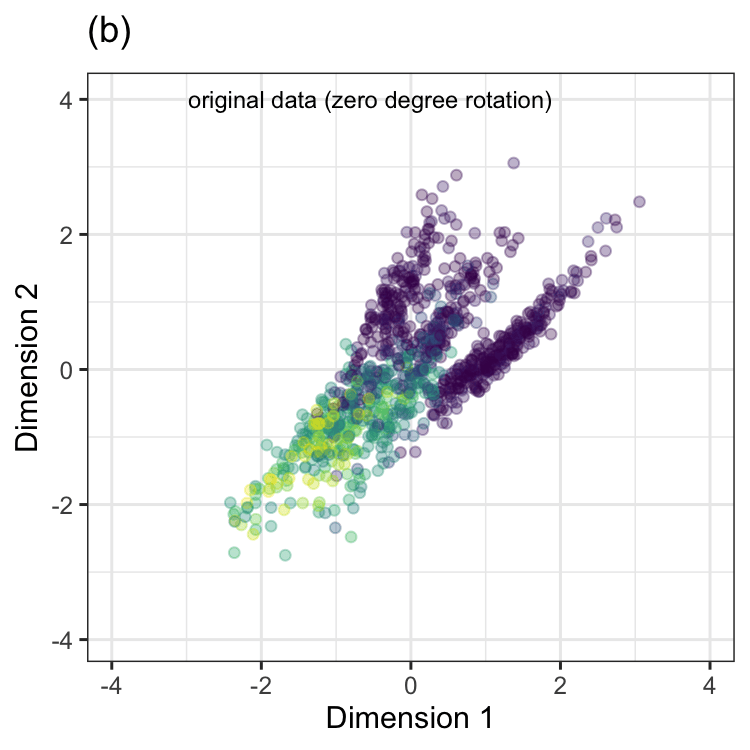 (b)
original data (zero degree rotation)
4
2
0
-2
-4
Dimension 2
-4 -2 0 2 4
Dimension 1